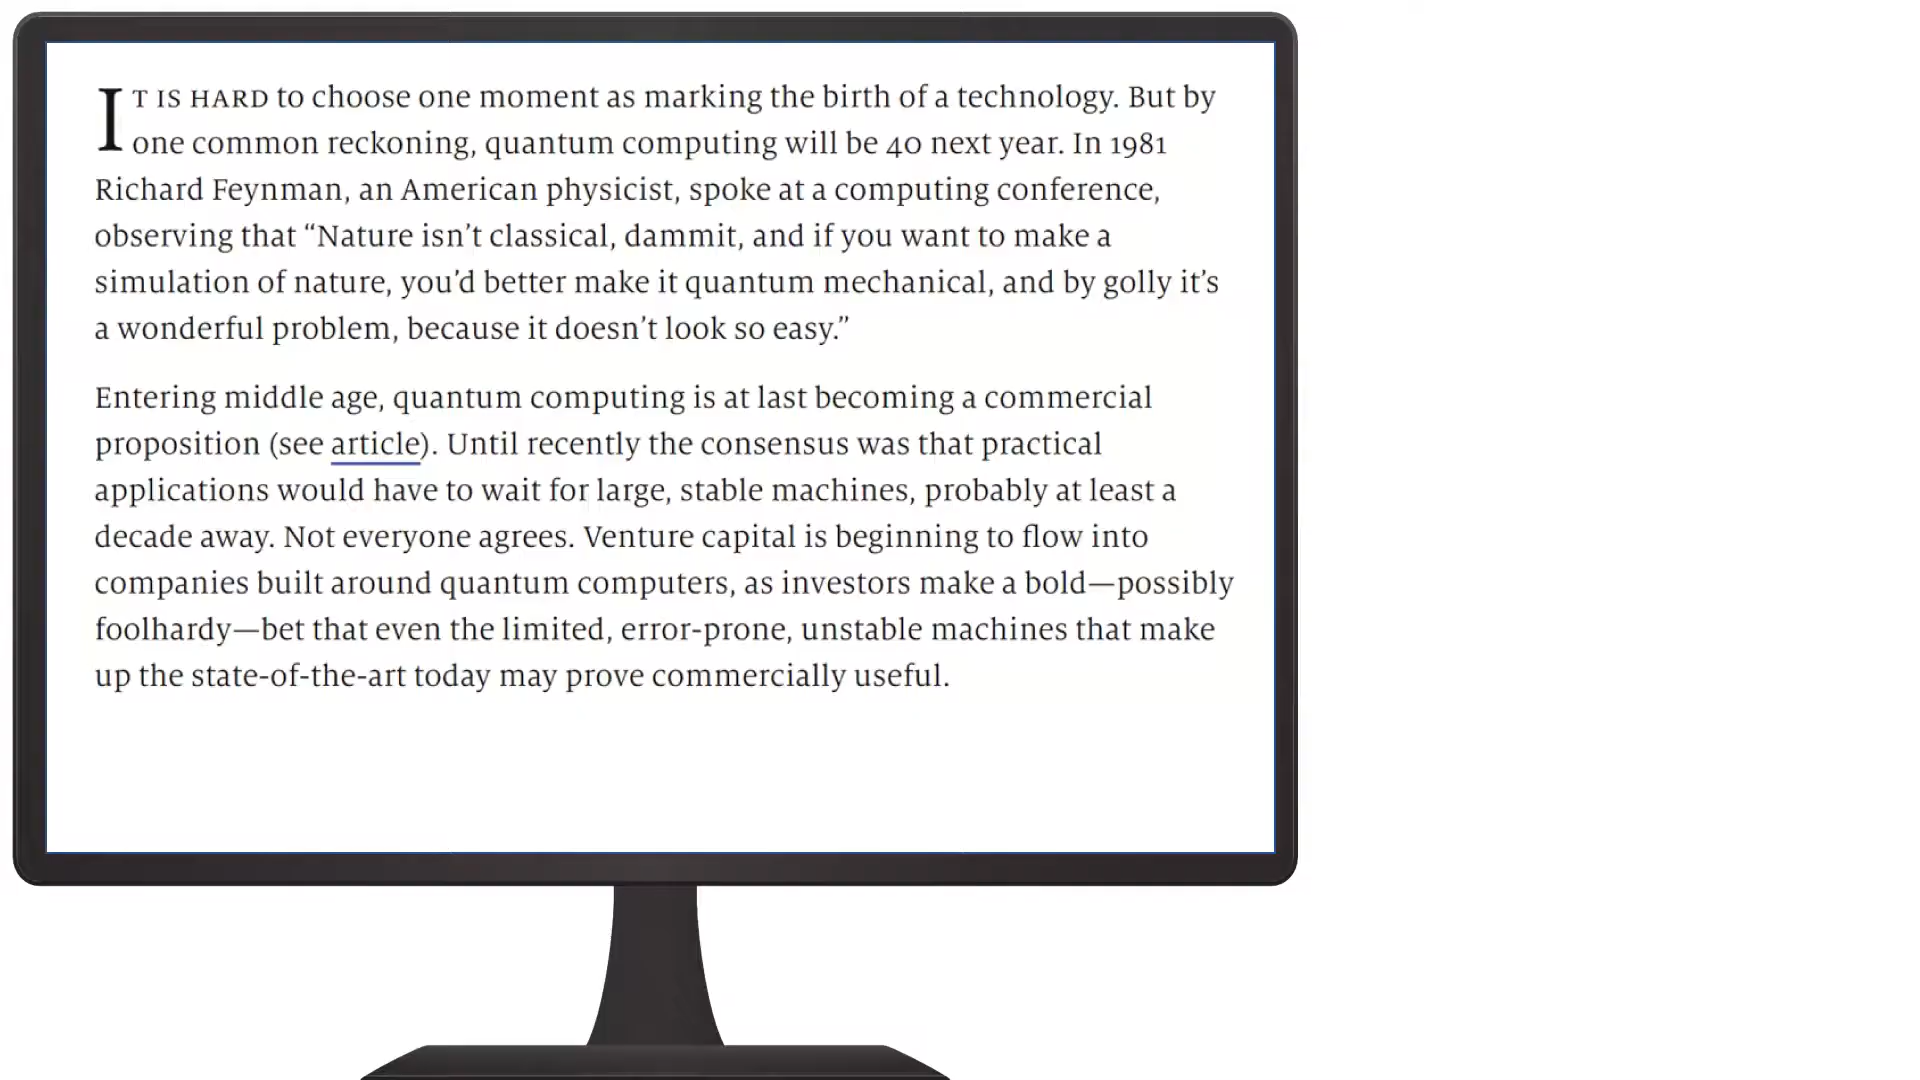 IT IS HARD to choose one moment as marking the birth of a technology. But by
one common reckoning, quantum computing will be 40 next year. In 1981
Richard Feynman, an American physicist, spoke at a computing conference,
observing that “Nature isn’t classical, dammit, and if you want to make a
simulation of nature, you’d better make it quantum mechanical, and by golly it’s
a wonderful problem, because it doesn’t look so easy.”
Entering middle age, quantum computing is at last becoming a commercial
proposition (see article). Until recently the consensus was that practical
applications would have to wait for large, stable machines, probably at least a
decade away. Not everyone agrees. Venture capital is beginning to flow into
companies built around quantum computers, as investors make a bold—possibly
foolhardy—bet that even the limited, error-prone, unstable machines that make
up the state-of-the-art today may prove commercially useful.